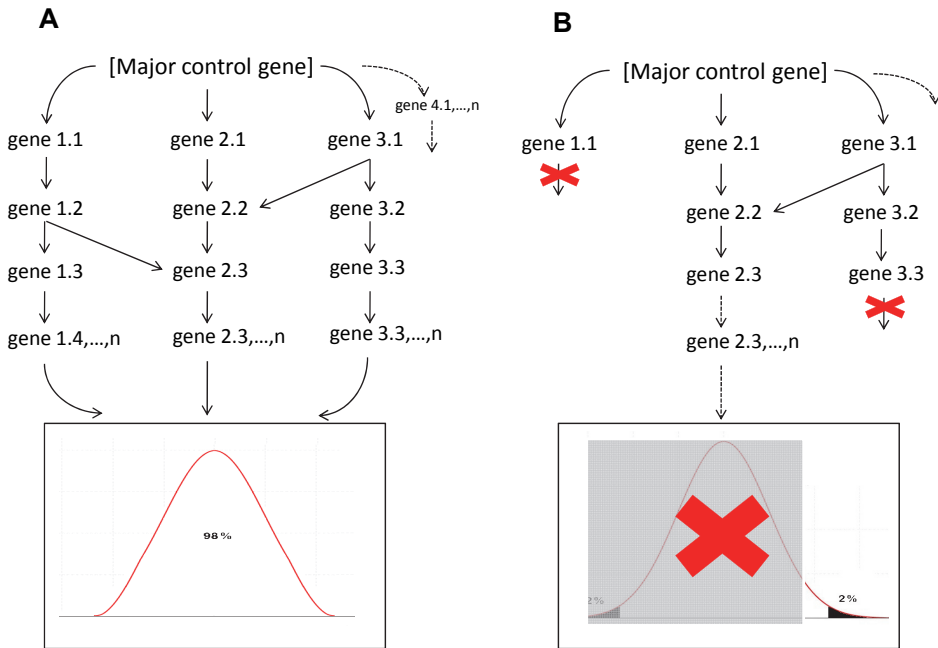 A
[Major control gene]
gene 4.1,...,n
gene 1.1
gene 2.1
gene 3.1
gene 1.2
gene 2.2
gene 3.2
gene 1.3
gene 2.3
gene 3.3
gene 1.4,...,n
gene 2.3,...,n
gene 3.3,...,n
98%
B
[Major control gene]
gene 1.1
gene 2.1
gene 3.1
gene 2.2
gene 3.2
gene 2.3
gene 3.3
gene 2.3,...,n
2%
2%